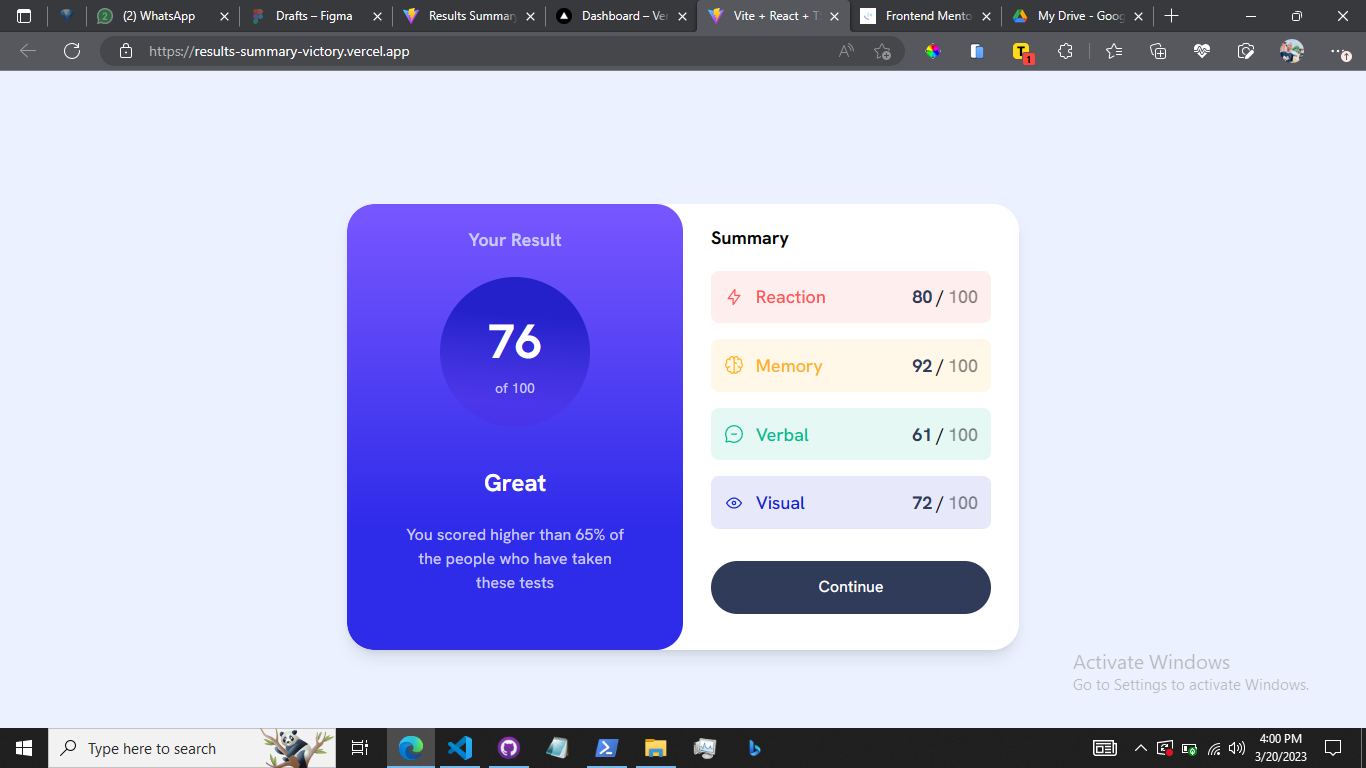 (2) WhatsApp
Drafts – Figma
Results Summary
Dashboard – Ver
Vite + React + T
Frontend Mento
My Drive - Goog
https://results-summary-victory.vercel.app
T
1
Your Result
76
of 100
Great
You scored higher than 65% of
the people who have taken
these tests
Summary
Reaction 80 / 100
Memory 92 / 100
Verbal 61 / 100
Visual 72 / 100
Continue
Activate Windows
Go to Settings to activate Windows.
Type here to search
4:00 PM
3/20/2023